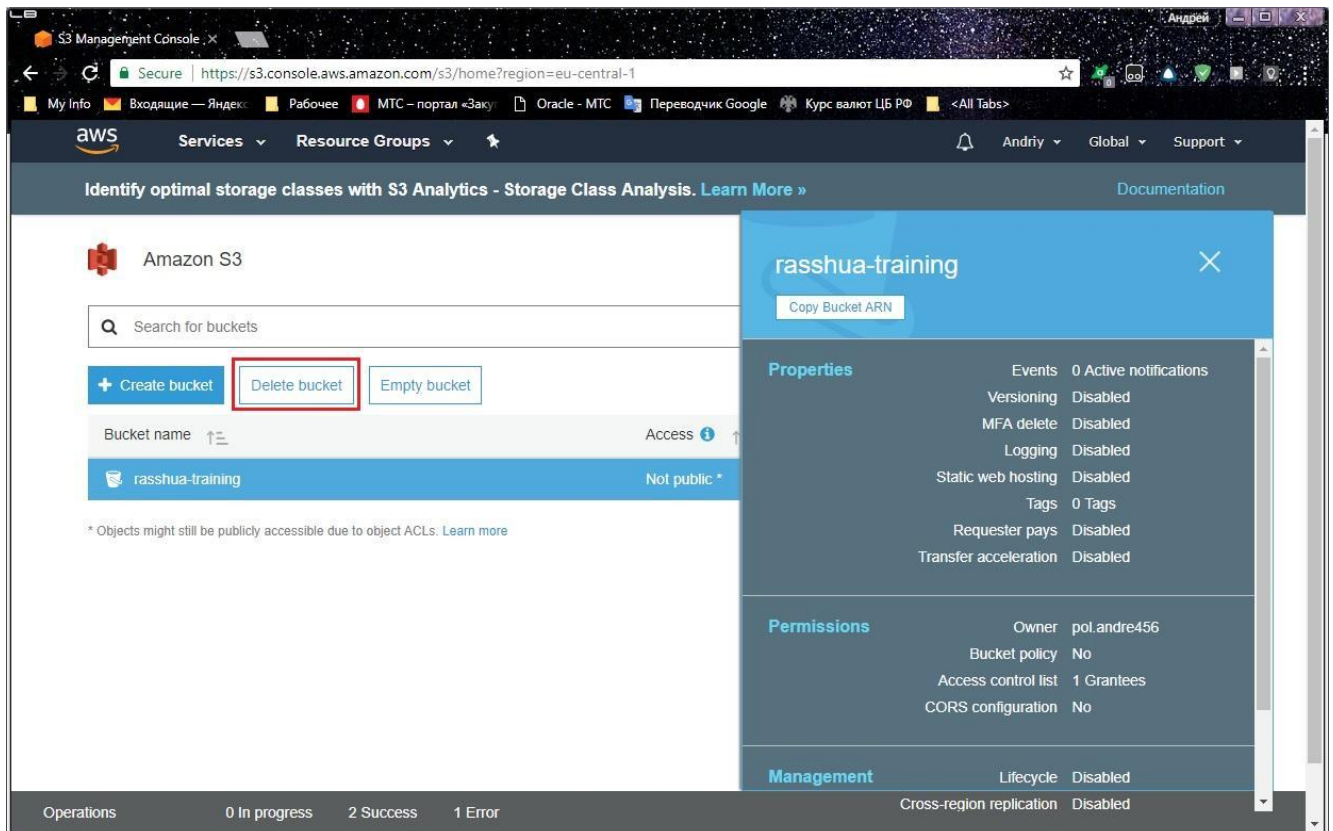 Андрей
S3 Management Console
Secure | https://s3.console.aws.amazon.com/s3/home?region=eu-central-1
My Info Входящие — Яндекс Рабочее МТС – портал «Заку Oracle - МТС Переводчик Google Курс валют ЦБ РФ <All Tabs>
aws Services Resource Groups Andriy Global Support
Identify optimal storage classes with S3 Analytics - Storage Class Analysis. Learn More » Documentation
Amazon S3
Search for buckets
+ Create bucket Delete bucket Empty bucket
Bucket name Access
rasshua-training Not public *
* Objects might still be publicly accessible due to object ACLs. Learn more
rasshua-training
Copy Bucket ARN
Properties Events 0 Active notifications
Versioning Disabled
MFA delete Disabled
Logging Disabled
Static web hosting Disabled
Tags 0 Tags
Requester pays Disabled
Transfer acceleration Disabled
Permissions Owner pol.andre456
Bucket policy No
Access control list 1 Grantees
CORS configuration No
Management Lifecycle Disabled
Cross-region replication Disabled
Operations 0 In progress 2 Success 1 Error